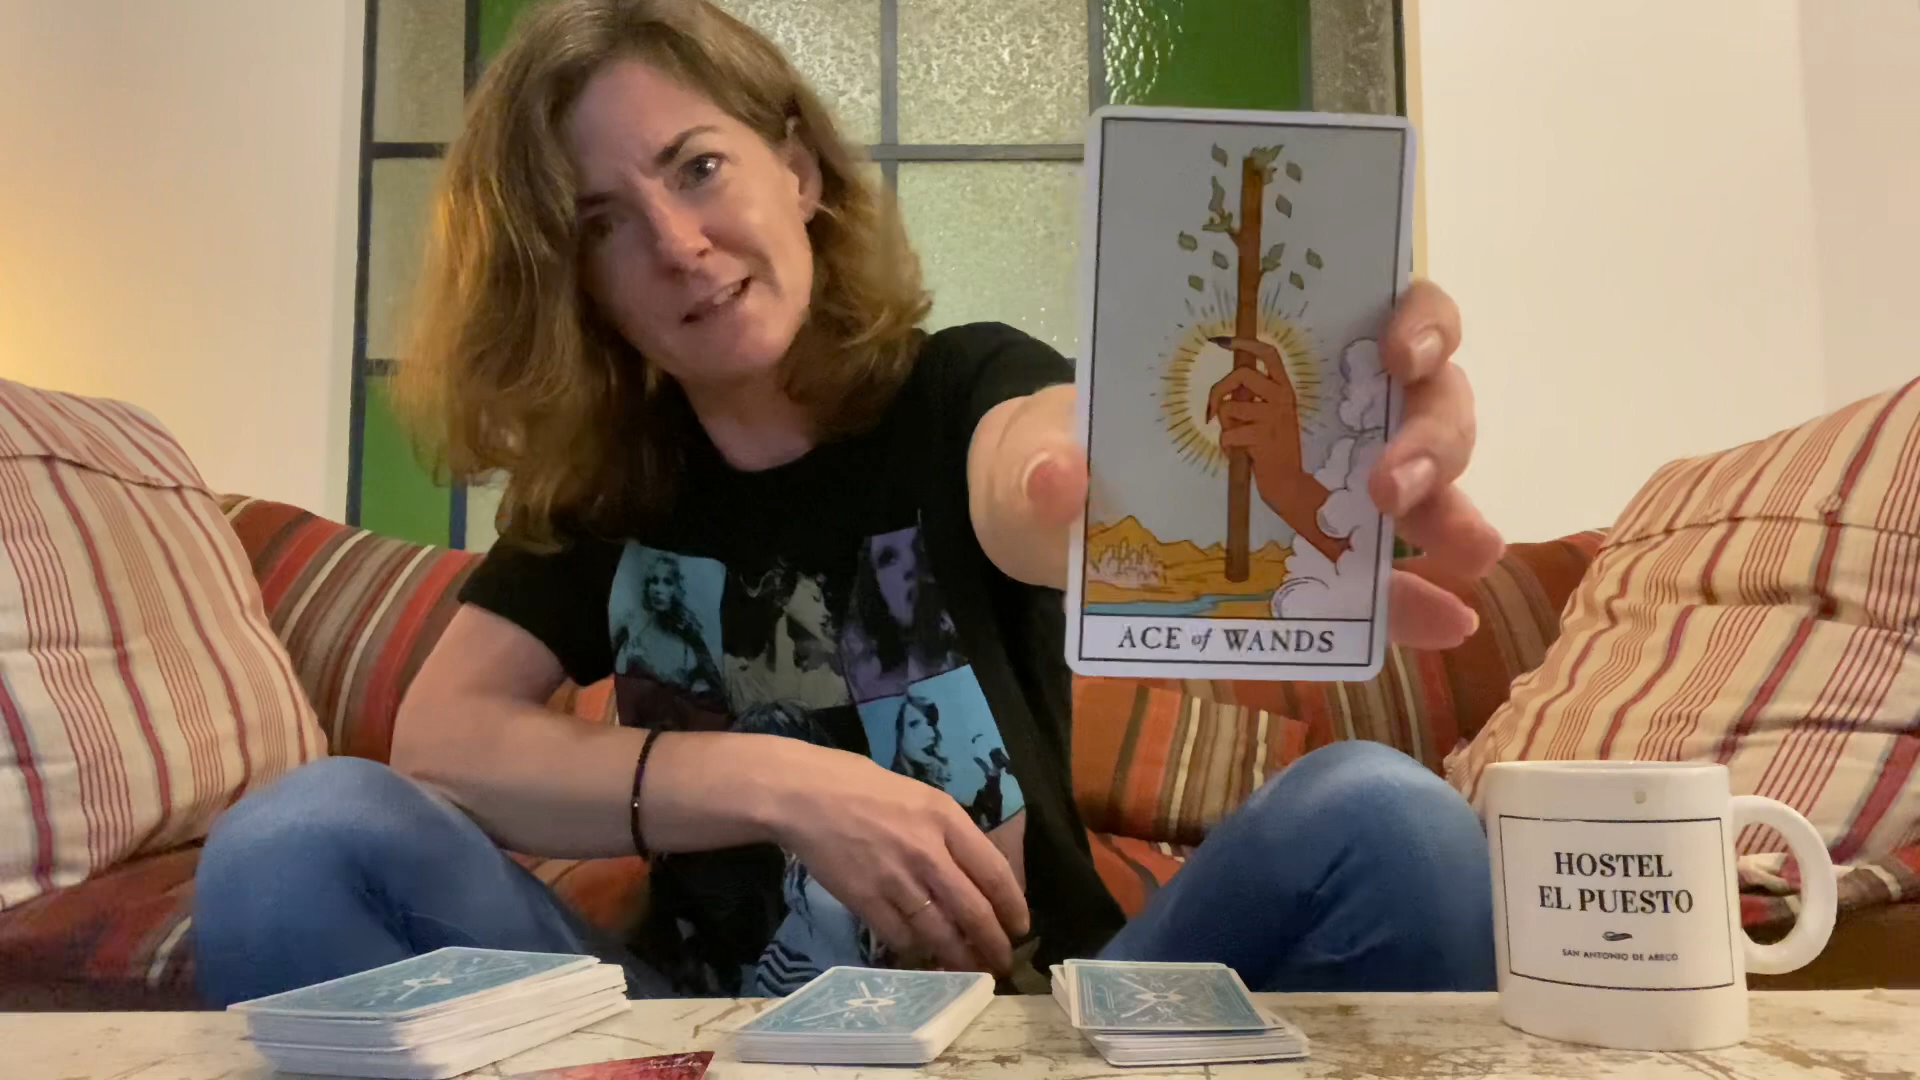 ACE of WANDS
HOSTEL
EL PUESTO
SAN ANTONIO DE ARECO